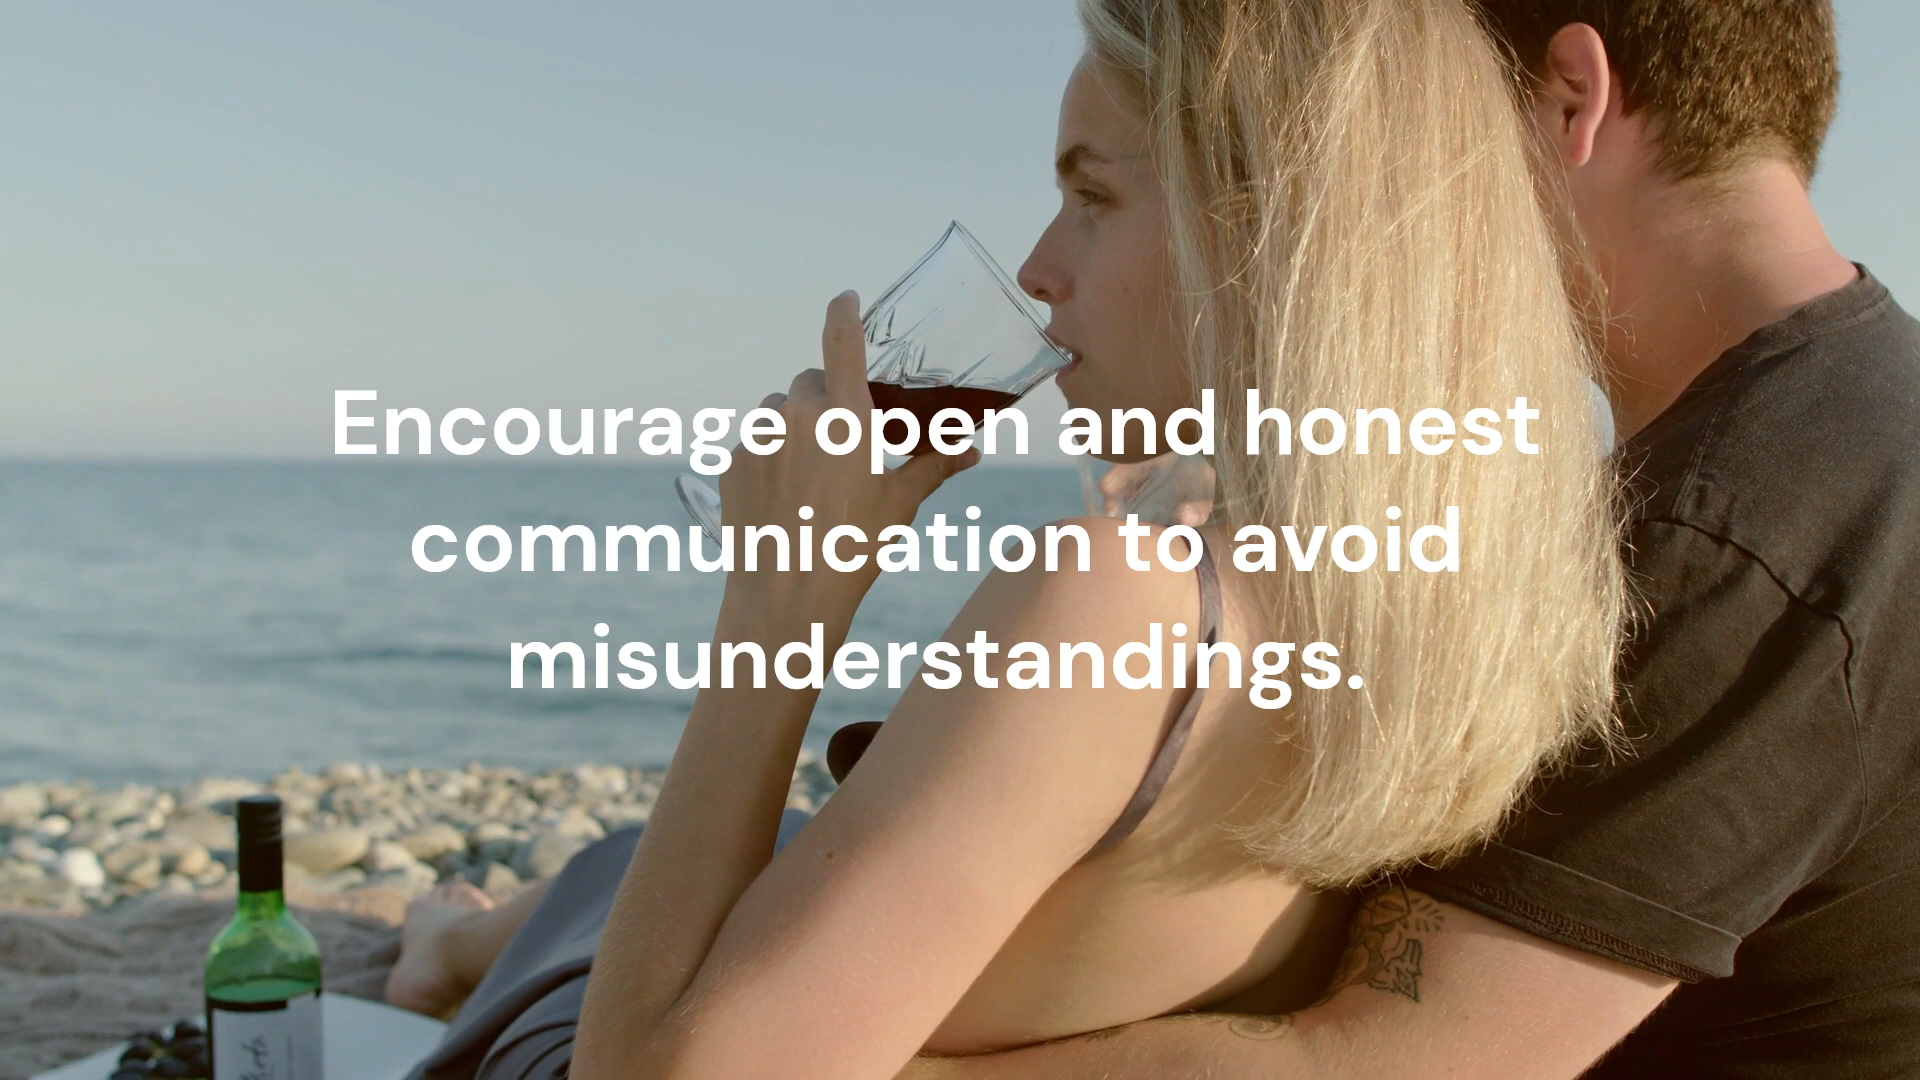 Encourage open and honest
communication to avoid
misunderstandings.